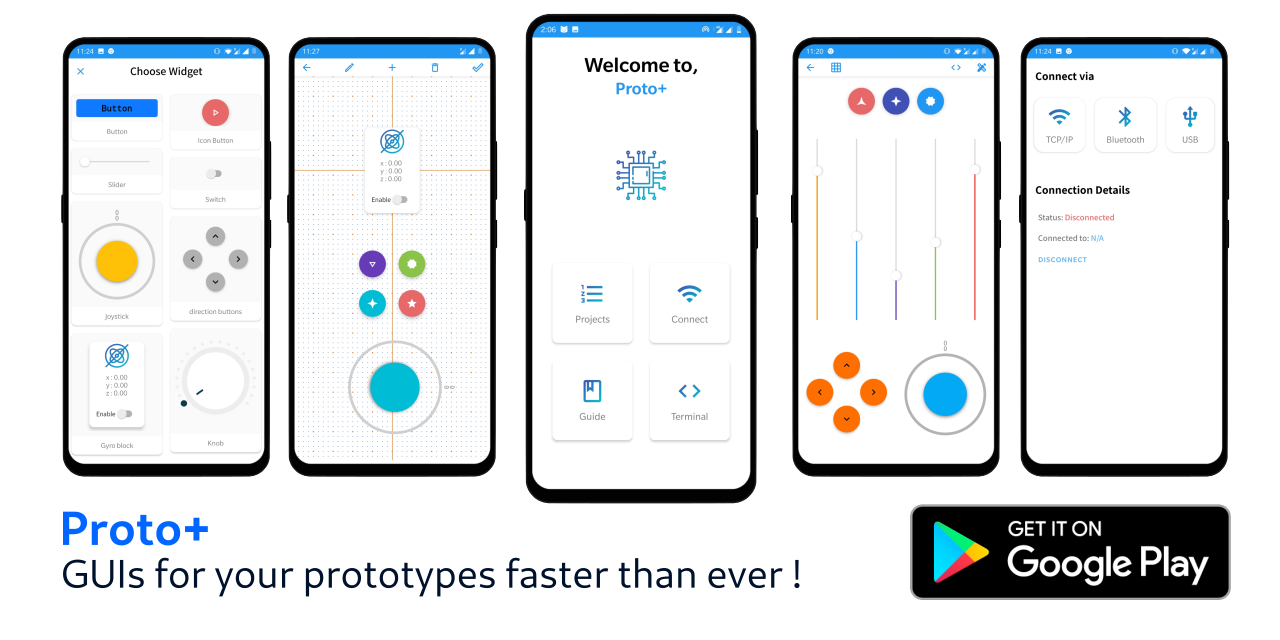 11:24
Choose Widget
Button
Button
Icon Button
Slider
Switch
Joystick
direction buttons
x : 0.00
y : 0.00
z : 0.00
Enable
Gyro block
Knob
11:27
x : 0.00
y : 0.00
z : 0.00
Enable
2:06
Welcome to,
Proto+
1
2
3
Projects
Connect
Guide
Terminal
11:20
11:24
Connect via
TCP/IP
Bluetooth
USB
Connection Details
Status: Disconnected
Connected to: N/A
DISCONNECT
Proto+
GUIs for your prototypes faster than ever !
GET IT ON
Google Play